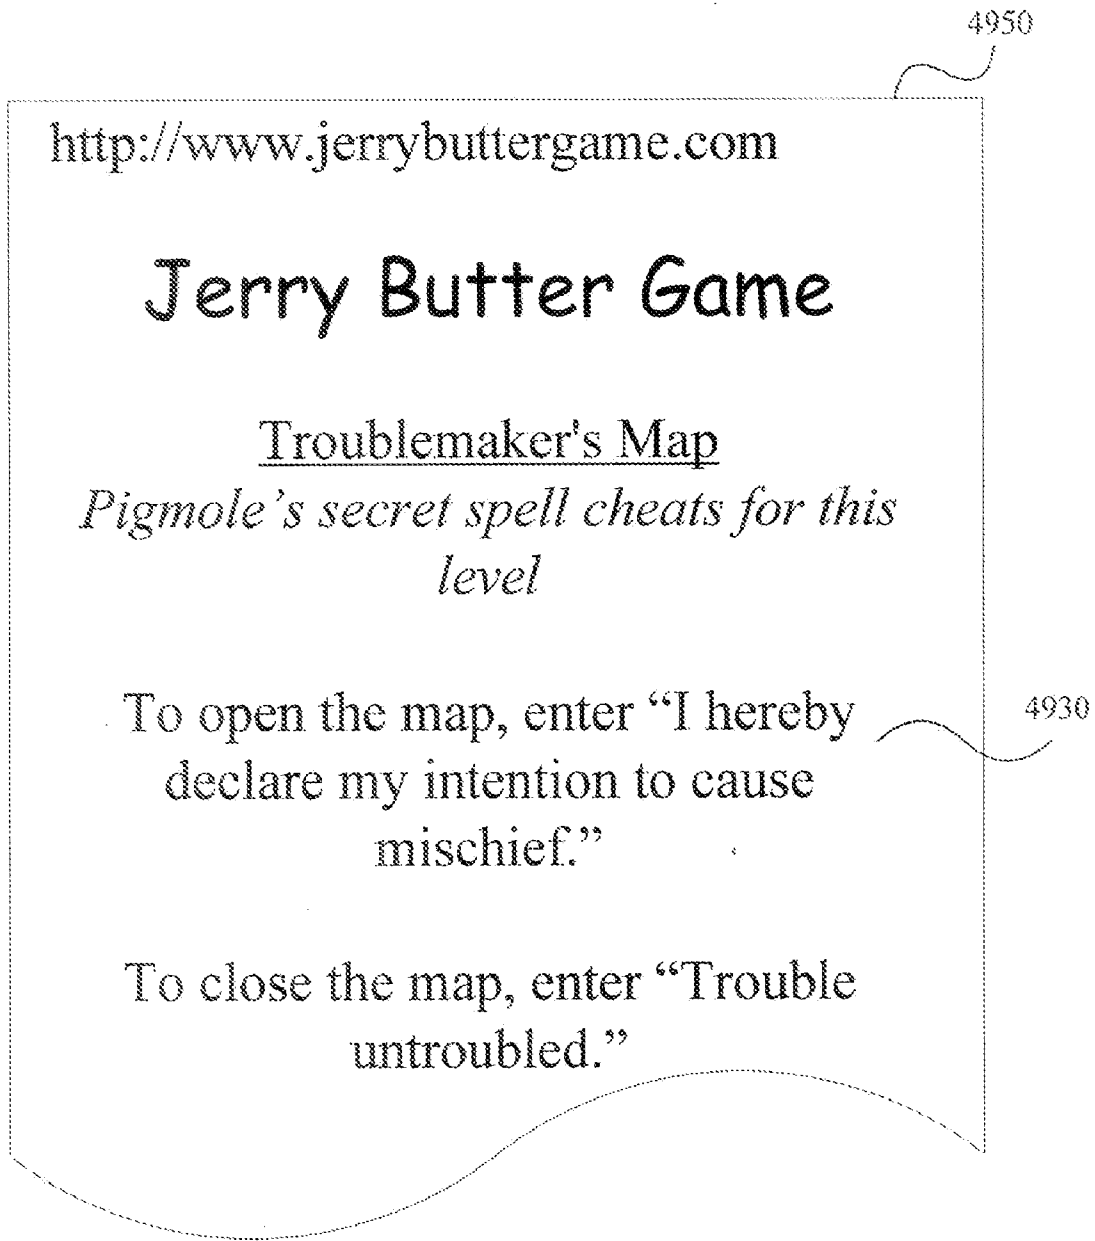 4950
http://www.jerrybuttergame.com
Jerry Butter Game
Troublemaker's Map
Pigmole’s secret spell cheats for this
level
To open the map, enter “I hereby
4930
declare my intention to cause
mischief.”
To close the map, enter “Trouble
untroubled.”